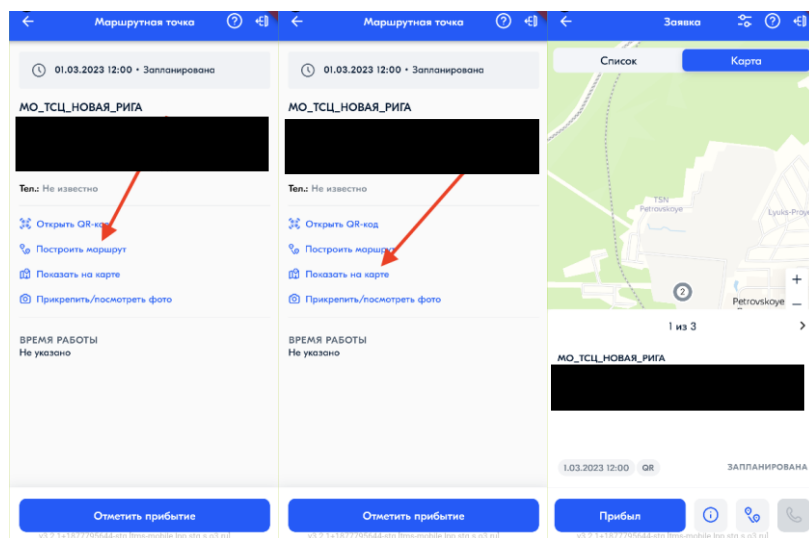 Маршрутная точка
01.03.2023 12:00 • Запланирована
МО_ТСЦ_НОВАЯ_РИГА
Тел.: Не известно
Открыть QR-код
Построить маршрут
Показать на карте
Прикрепить/посмотреть фото
ВРЕМЯ РАБОТЫ
Не указано
Отметить прибытие
Маршрутная точка
01.03.2023 12:00 • Запланирована
МО_ТСЦ_НОВАЯ_РИГА
Тел.: Не известно
Открыть QR-код
Построить маршрут
Показать на карте
Прикрепить/посмотреть фото
ВРЕМЯ РАБОТЫ
Не указано
Отметить прибытие
Заявка
Список
Карта
TSN
Petrovskoye
2
Petrovskoye
1 из 3
МО_ТСЦ_НОВАЯ_РИГА
1.03.2023 12:00
QR
ЗАПЛАНИРОВАНА
Прибыл